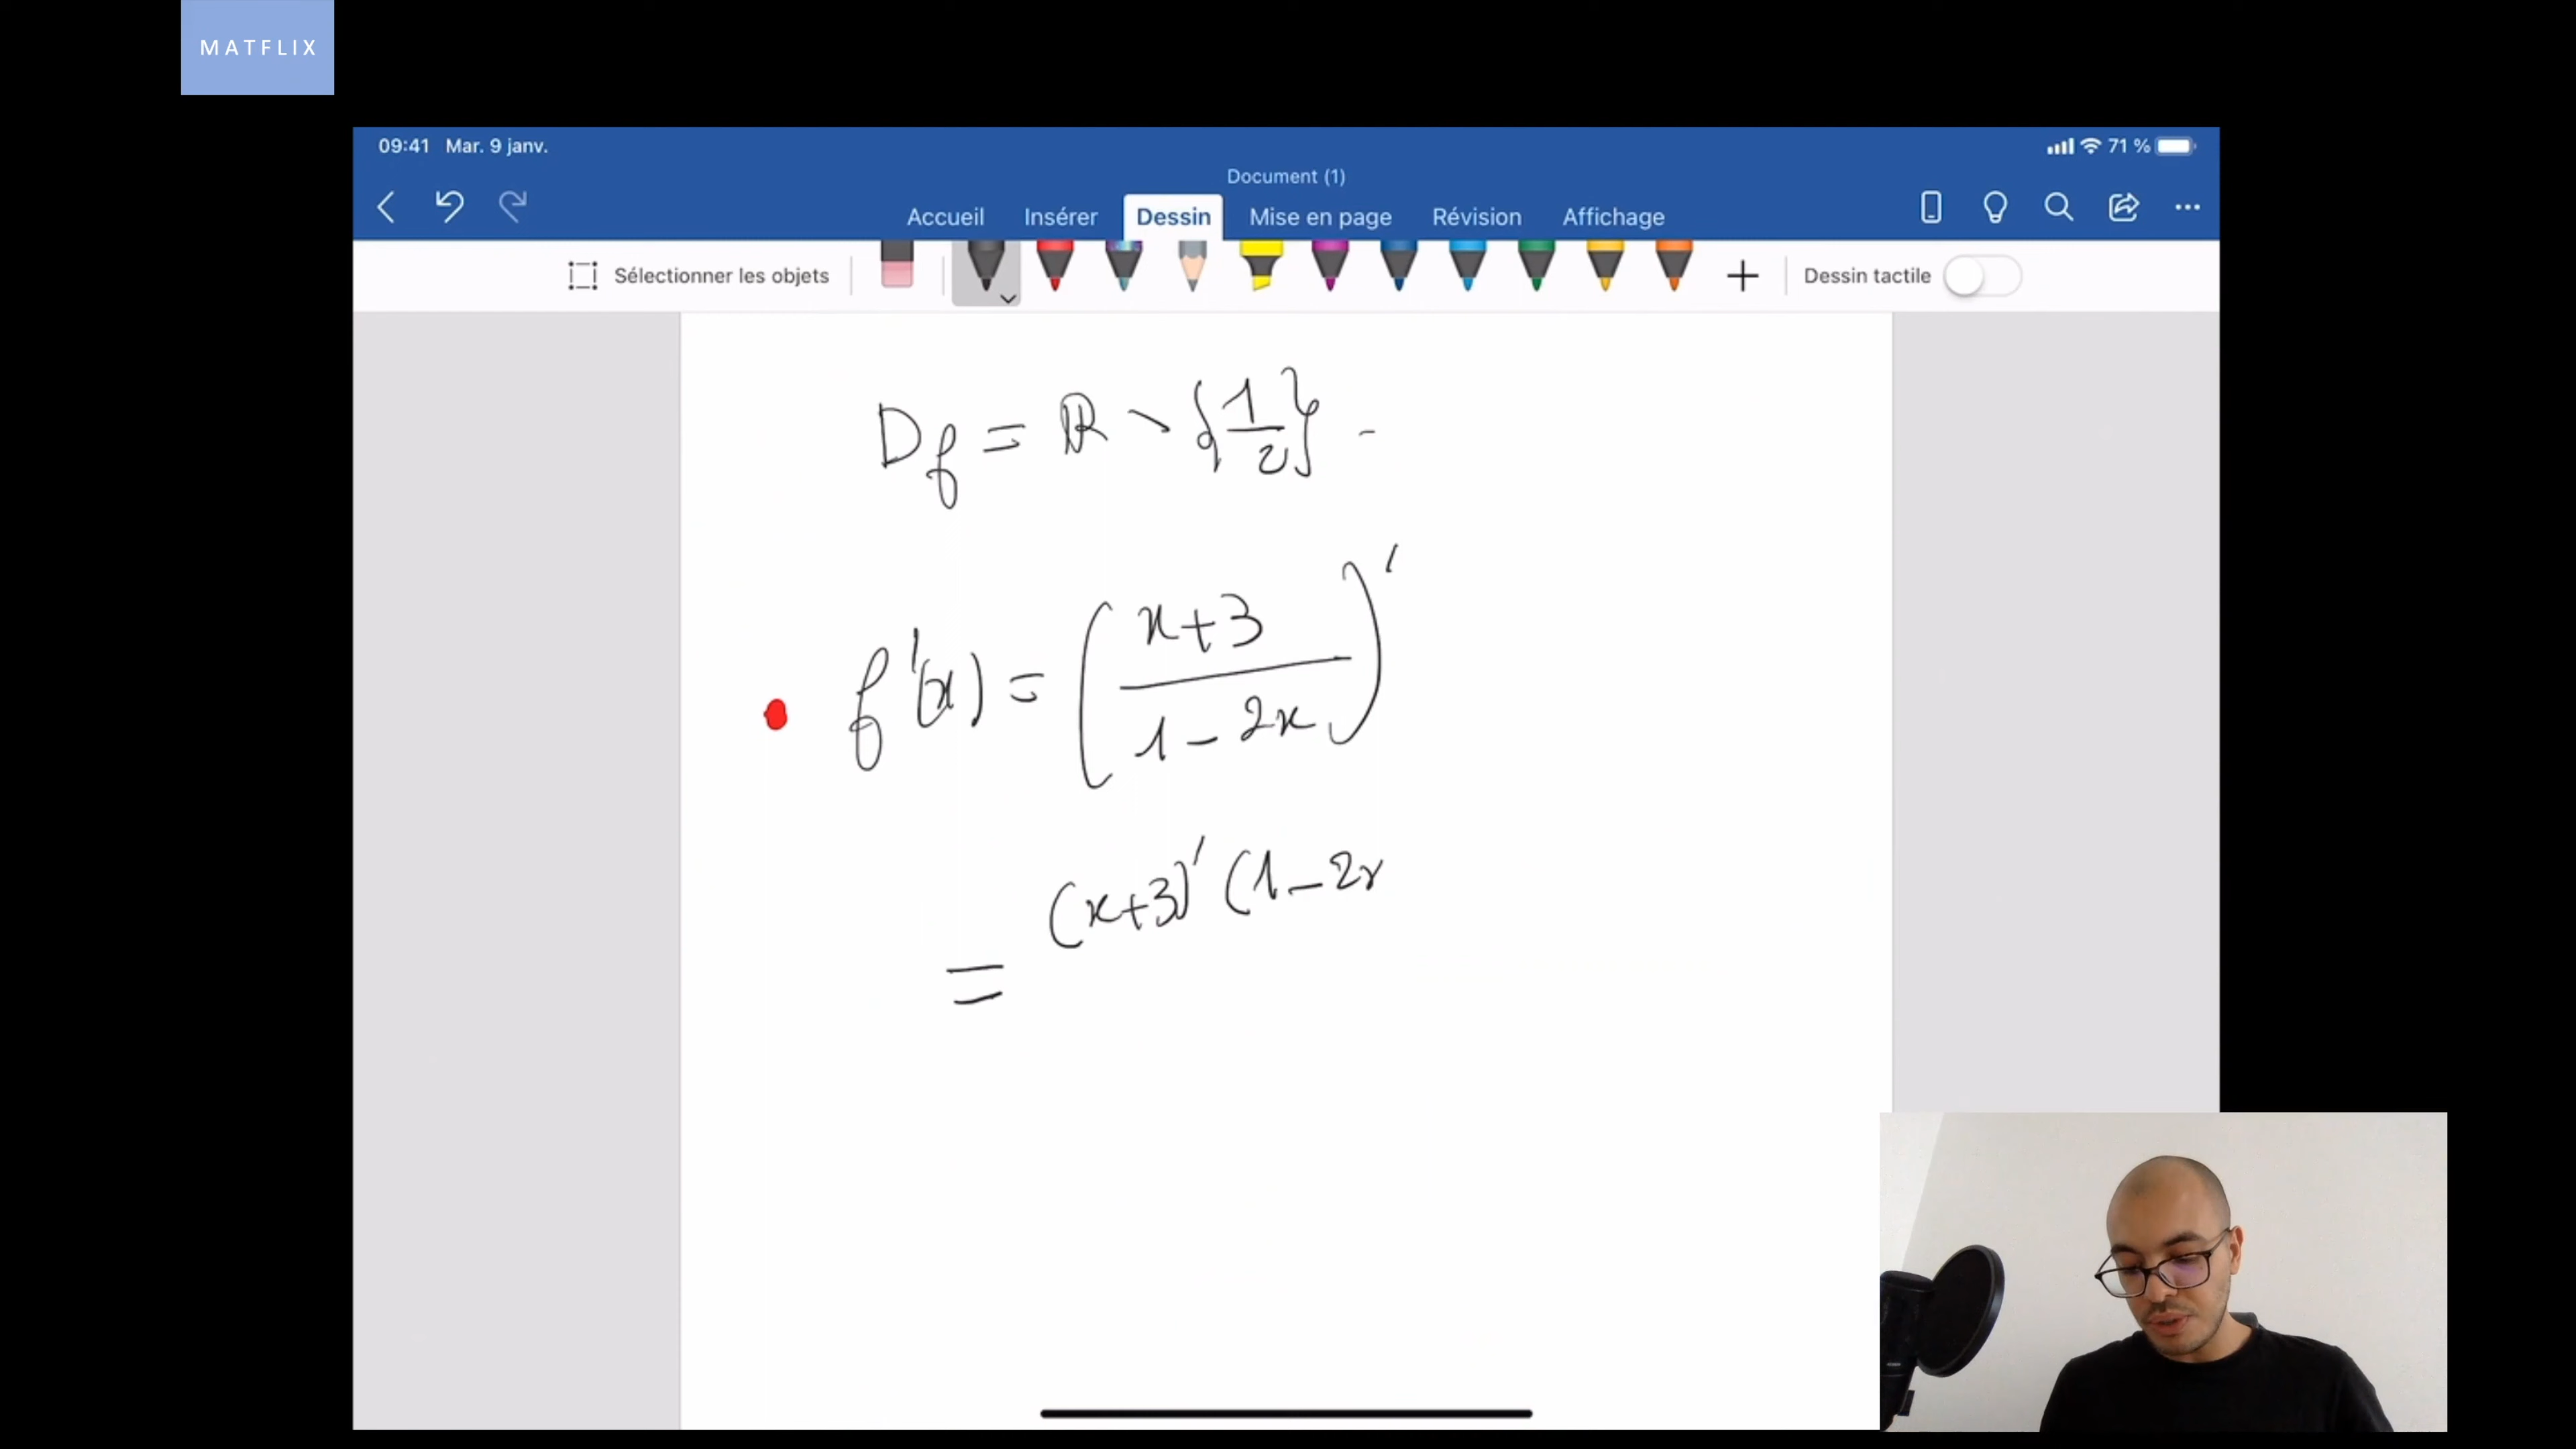 MATFLIX
09:41 Mar. 9 janv. 71 %
Document (1)
Accueil Insérer Dessin Mise en page Révision Affichage
Sélectionner les objets Dessin tactile
D_f = ℝ \ {1/2}.
f'(x) = ((x+3)/(1-2x))'
= (x+3)' (1-2x